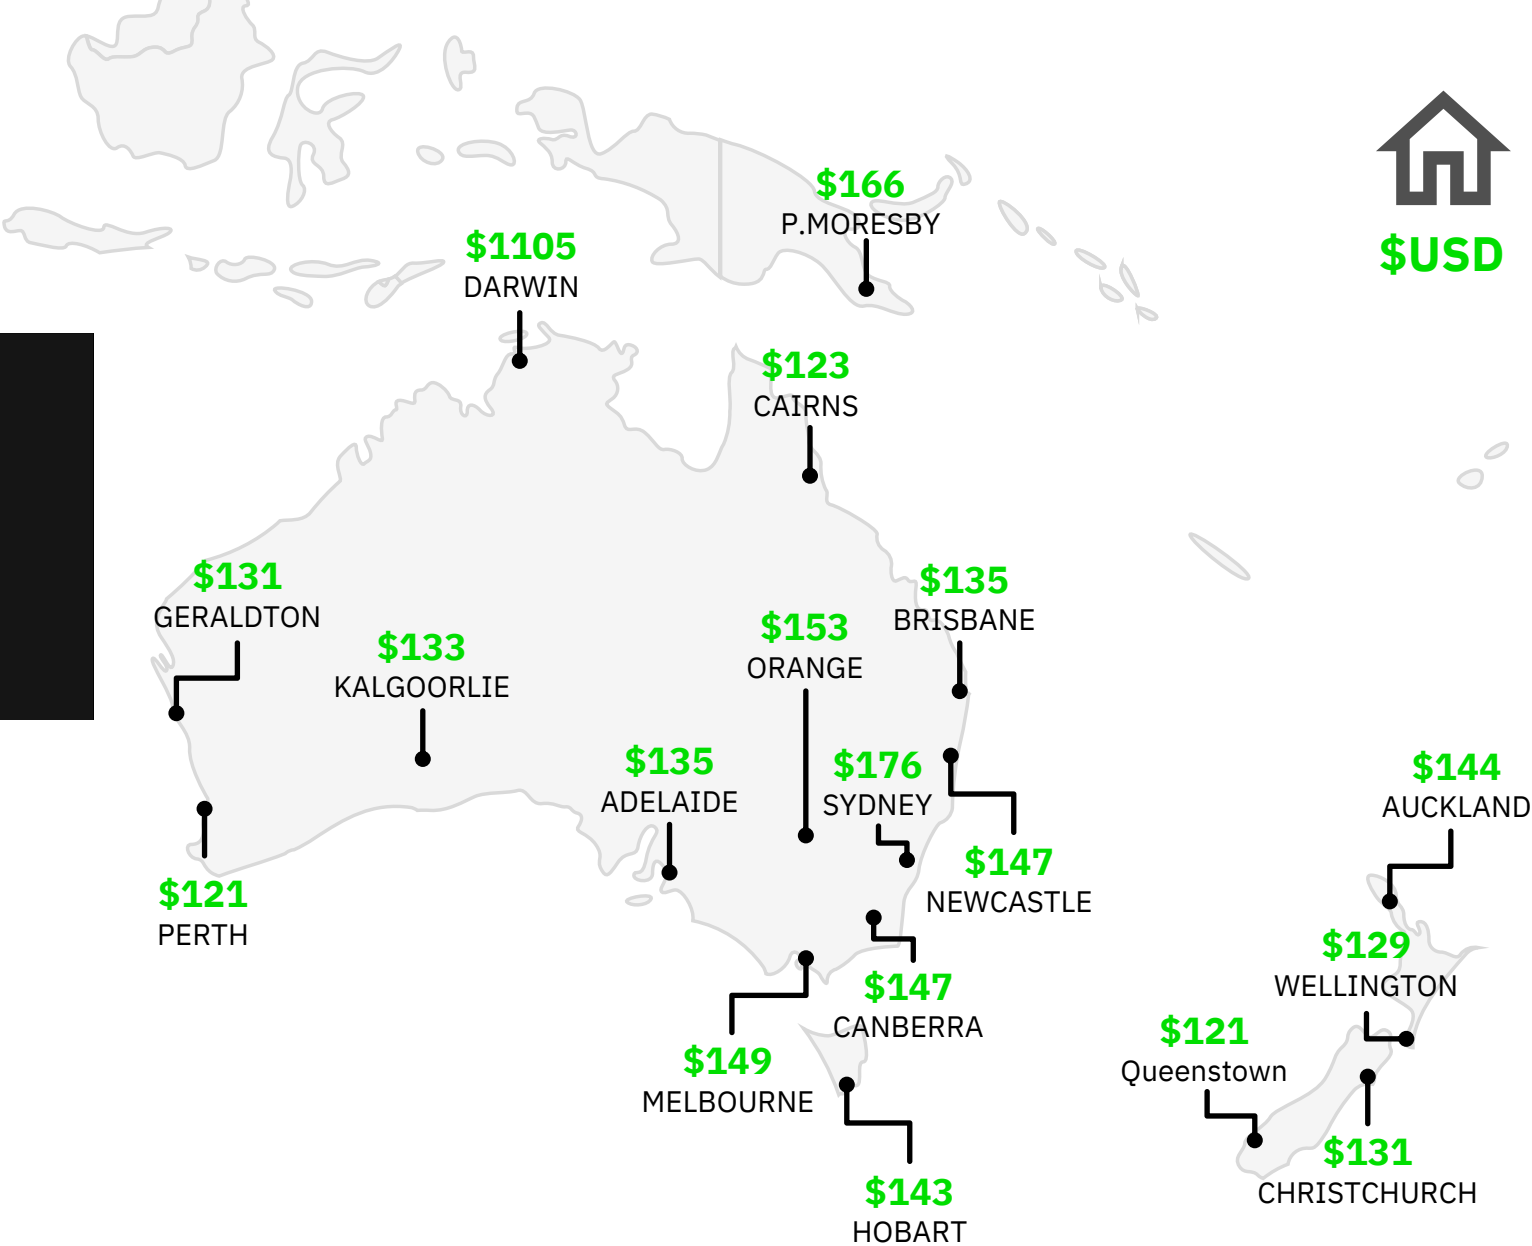 $166
P.MORESBY
$USD
$1105
DARWIN
$123
CAIRNS
$131
GERALDTON
$133
KALGOORLIE
$153
ORANGE
$135
BRISBANE
$135
ADELAIDE
$176
SYDNEY
$144
AUCKLAND
$147
NEWCASTLE
$121
PERTH
$129
WELLINGTON
$147
CANBERRA
$121
Queenstown
$149
MELBOURNE
$131
CHRISTCHURCH
$143
HOBART